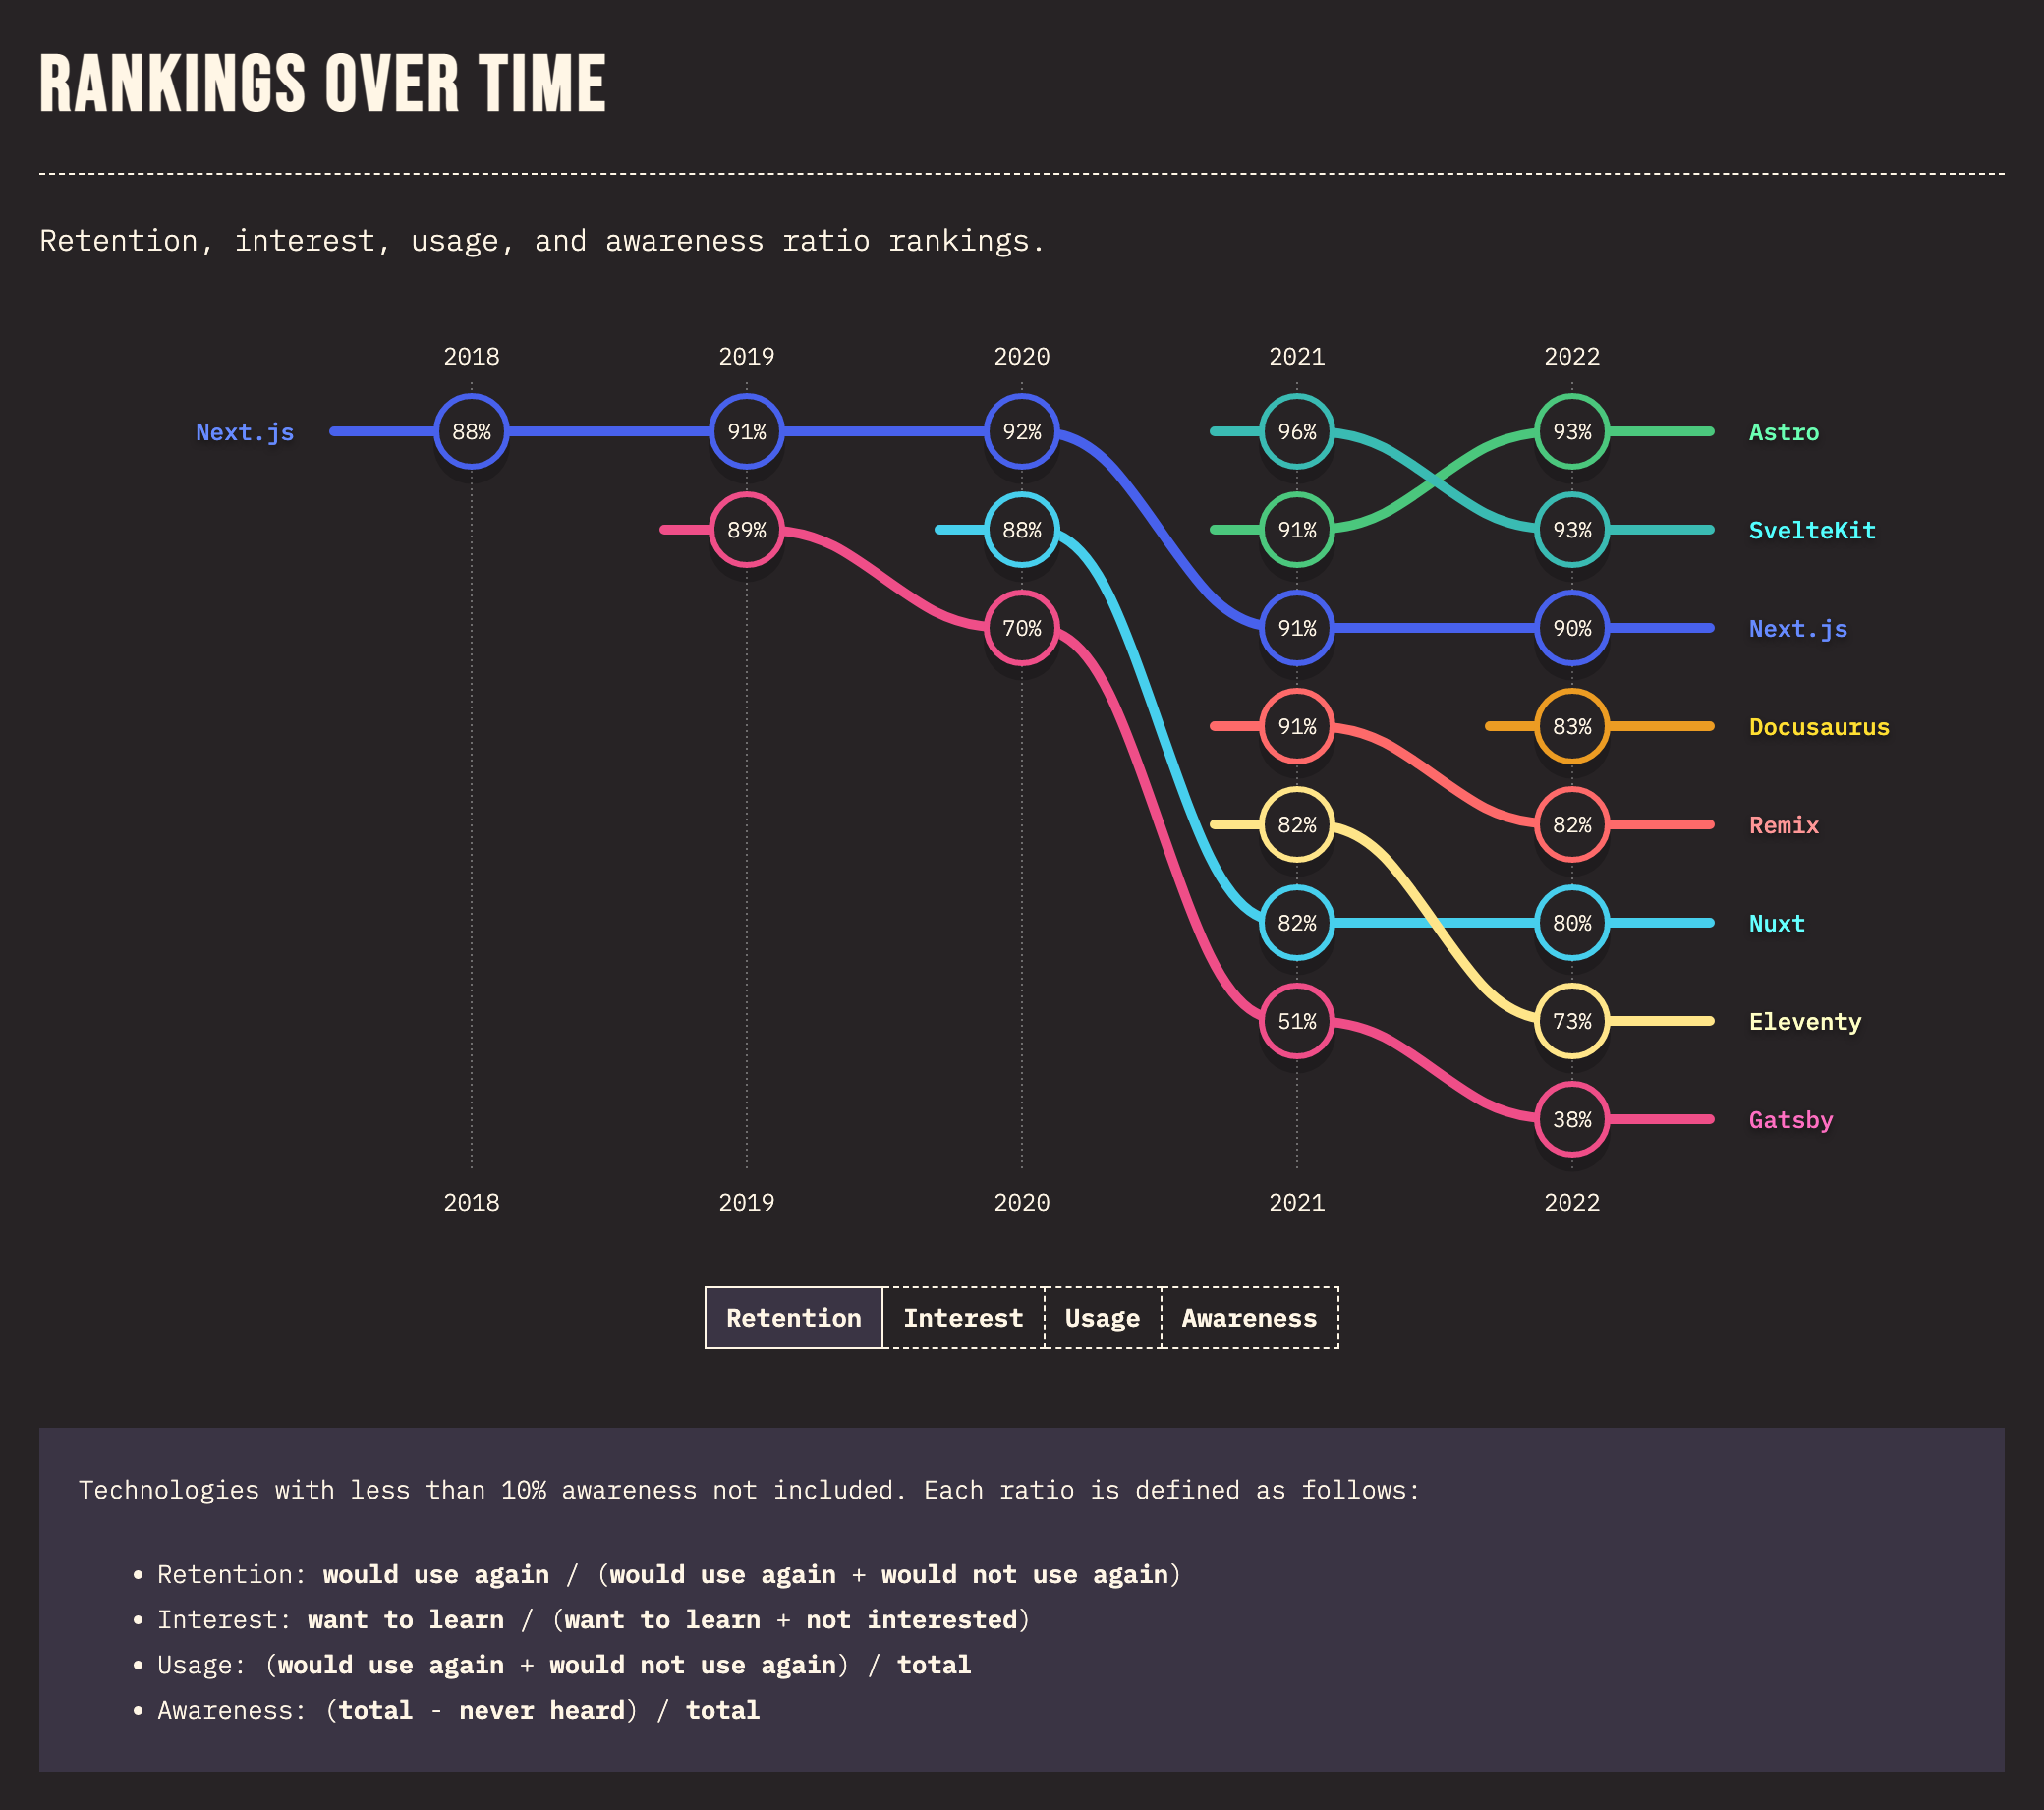 RANKINGS OVER TIME
Retention, interest, usage, and awareness ratio rankings.
2018 2019 2020 2021 2022
Next.js 88% 91% 92% 96% 93% Astro
89% 88% 91% 93% SvelteKit
70% 91% 90% Next.js
91% 83% Docusaurus
82% 82% Remix
82% 80% Nuxt
51% 73% Eleventy
38% Gatsby
2018 2019 2020 2021 2022
Retention Interest Usage Awareness
Technologies with less than 10% awareness not included. Each ratio is defined as follows:
• Retention: would use again / (would use again + would not use again)
• Interest: want to learn / (want to learn + not interested)
• Usage: (would use again + would not use again) / total
• Awareness: (total - never heard) / total